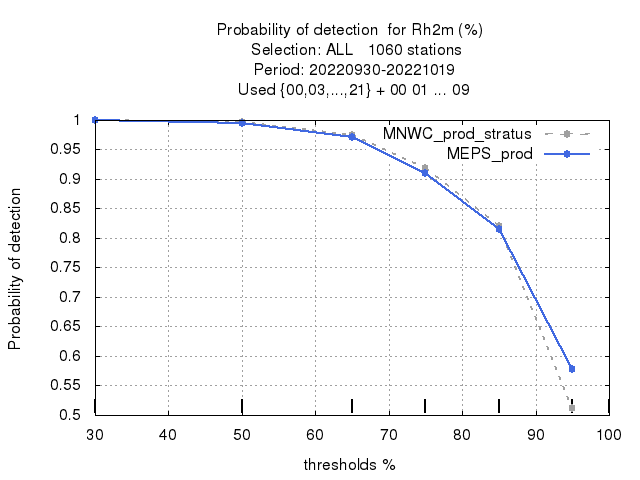 Probability of detection  for Rh2m (%)
Selection: ALL   1060 stations
Period: 20220930-20221019
Used {00,03,...,21} + 00 01 ... 09
MNWC_prod_stratus
MEPS_prod
Probability of detection
1
0.95
0.9
0.85
0.8
0.75
0.7
0.65
0.6
0.55
0.5
30 40 50 60 70 80 90 100
thresholds %